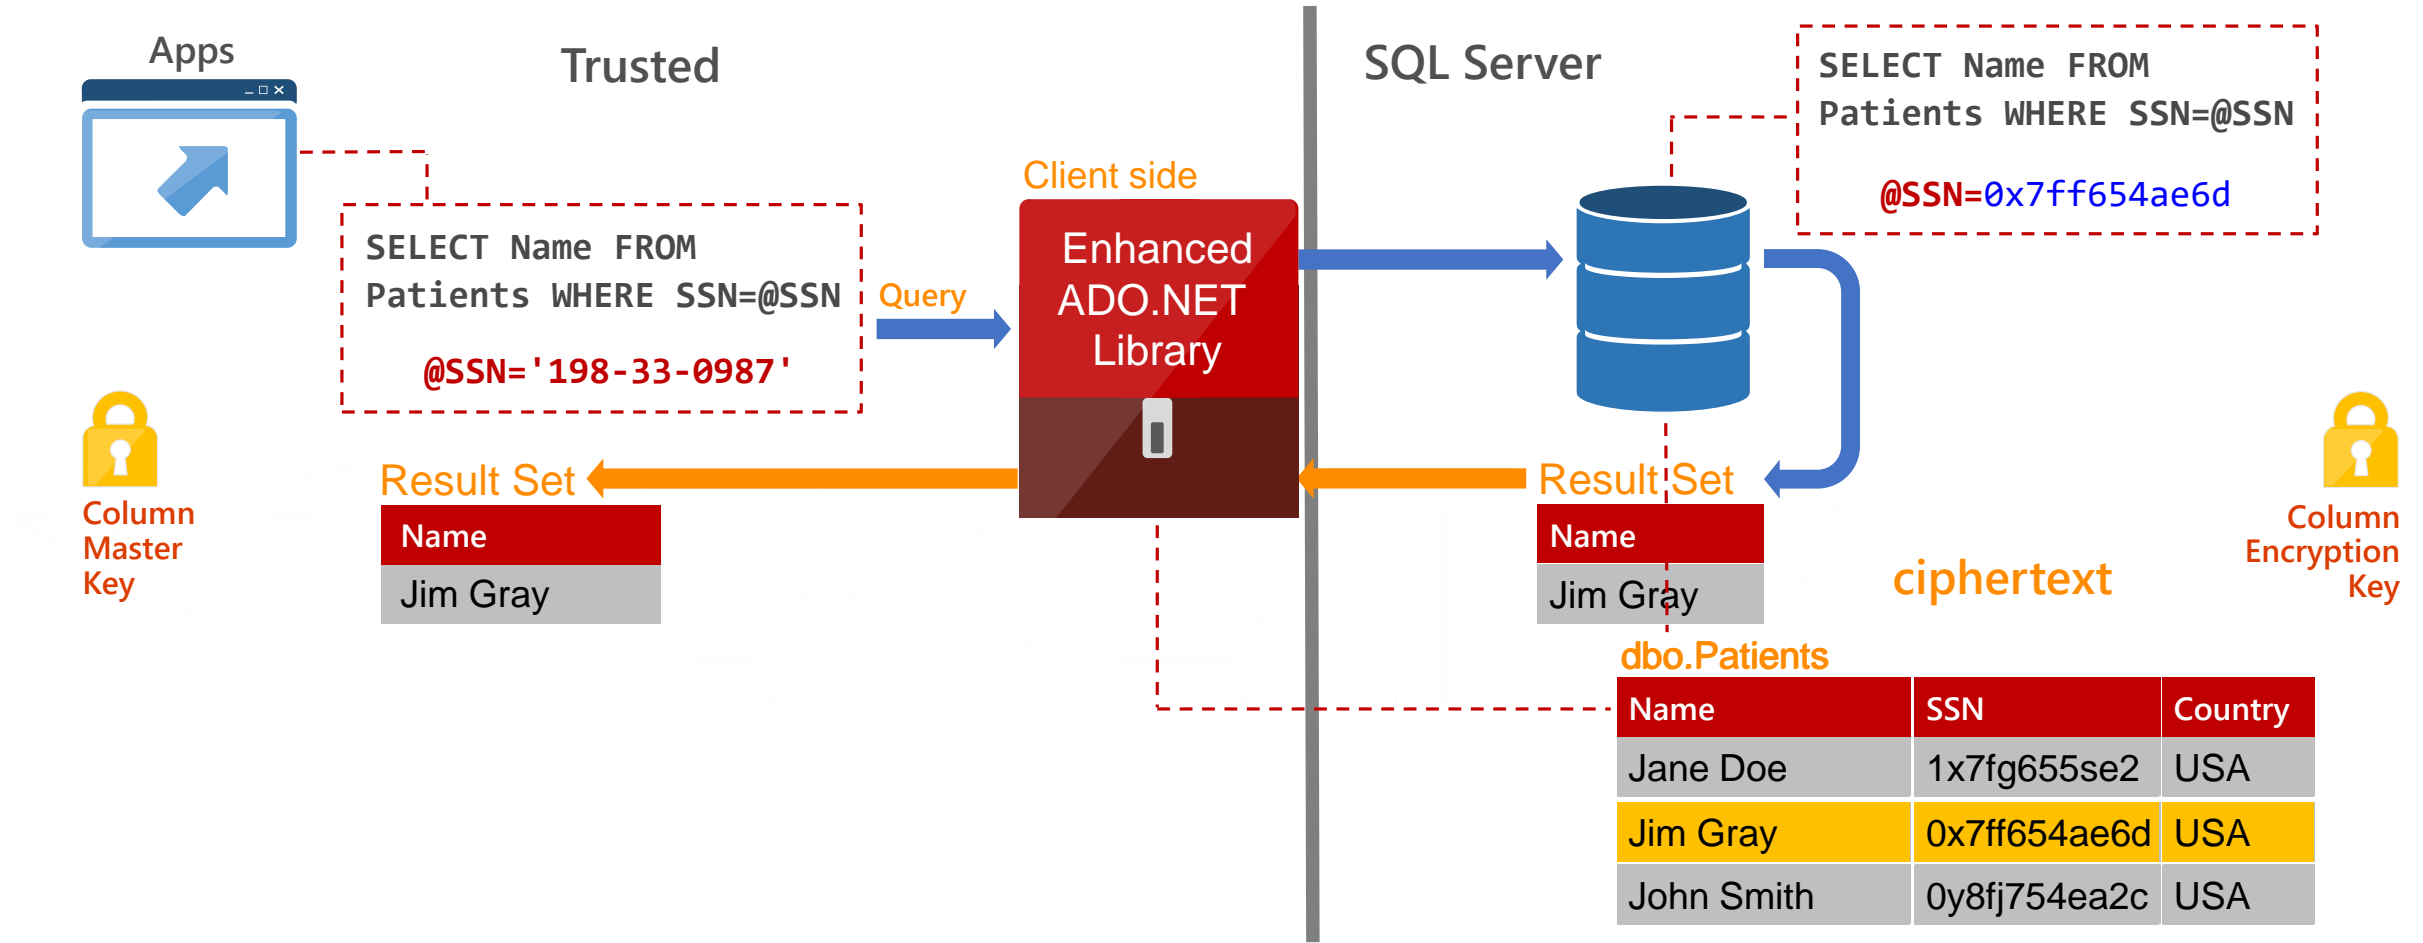 Apps
Trusted
SELECT Name FROM
Patients WHERE SSN=@SSN
@SSN='198-33-0987'
Query
Client side
Enhanced
ADO.NET
Library
Column
Master
Key
Result Set
Name
Jim Gray
SQL Server
SELECT Name FROM
Patients WHERE SSN=@SSN
@SSN=0x7ff654ae6d
Result Set
Name
Jim Gray
ciphertext
Column
Encryption
Key
dbo.Patients
Name SSN Country
Jane Doe 1x7fg655se2 USA
Jim Gray 0x7ff654ae6d USA
John Smith 0y8fj754ea2c USA